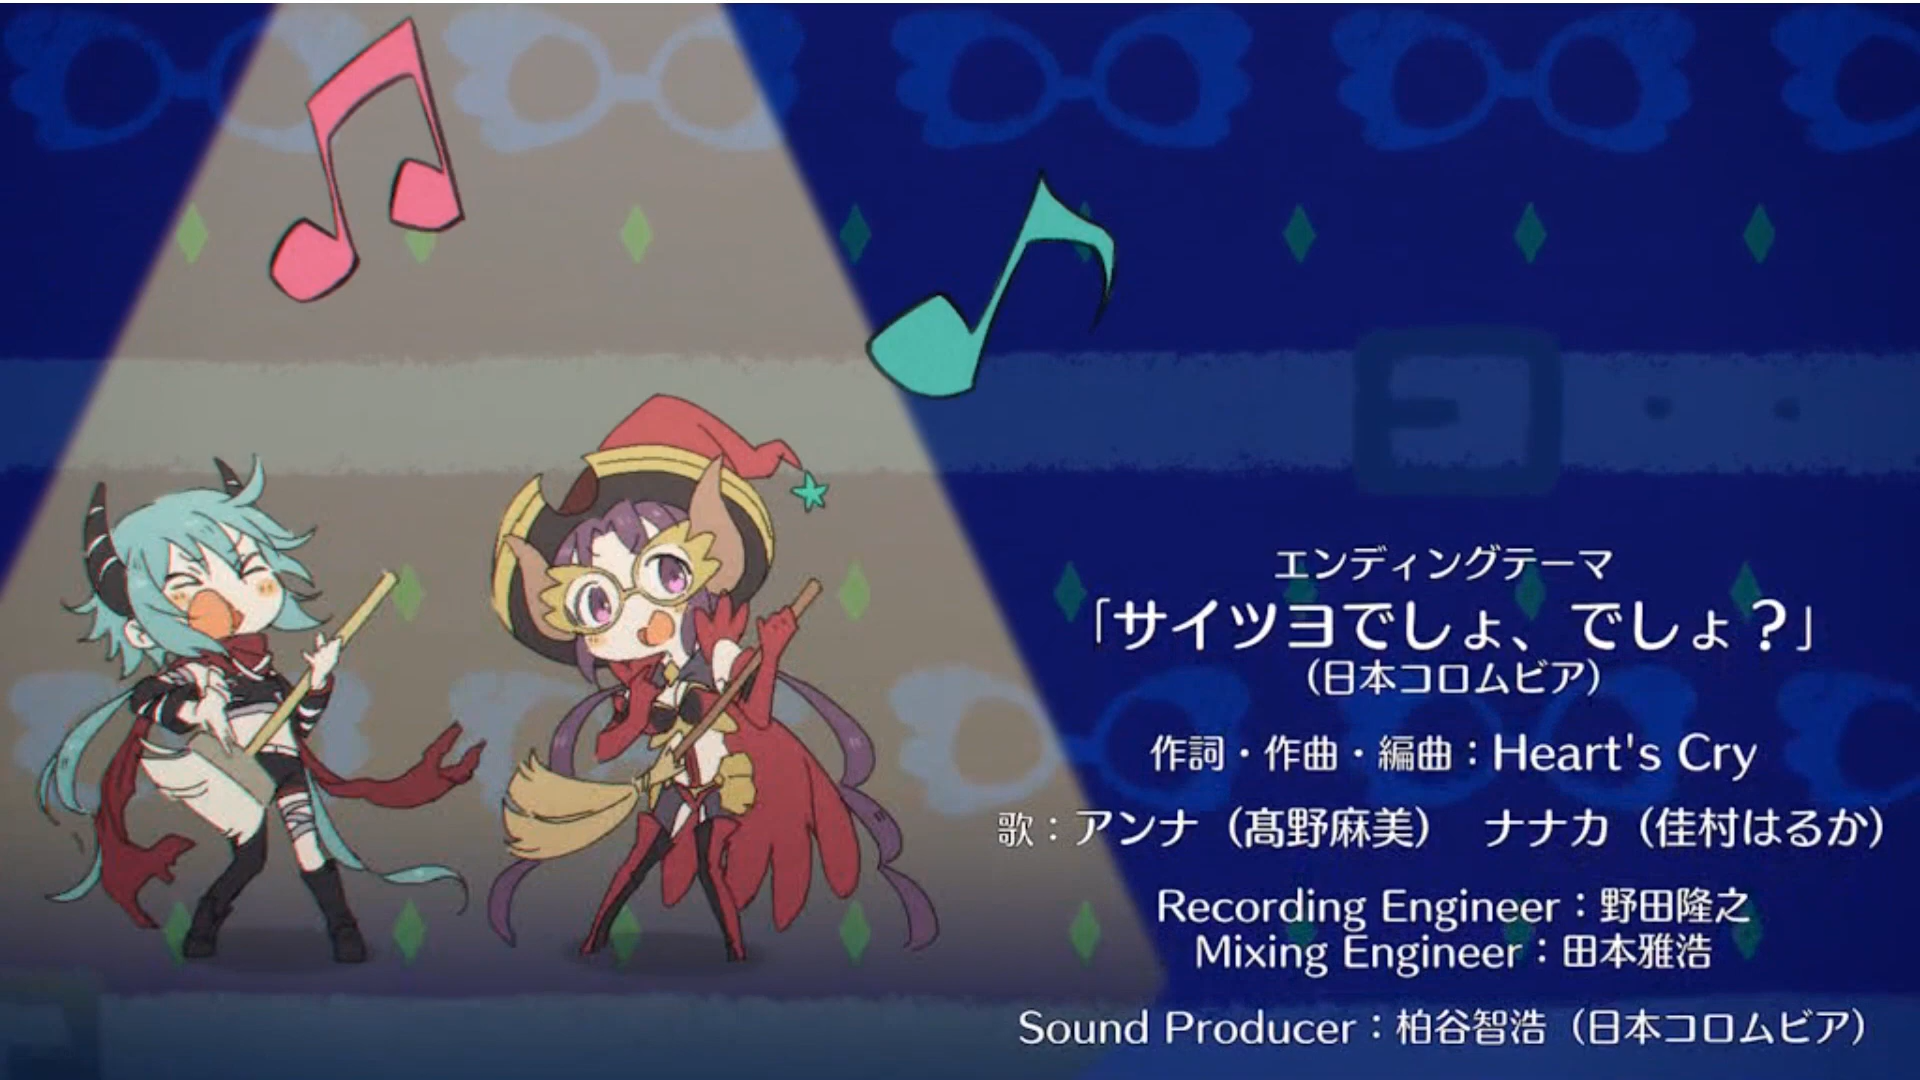 エンディングテーマ
「サイツヨでしょ、でしょ？」
（日本コロムビア）
作詞・作曲・編曲：Heart's Cry
歌：アンナ（髙野麻美）　ナナカ（佳村はるか）
Recording Engineer：野田隆之
Mixing Engineer：田本雅浩
Sound Producer：柏谷智浩（日本コロムビア）